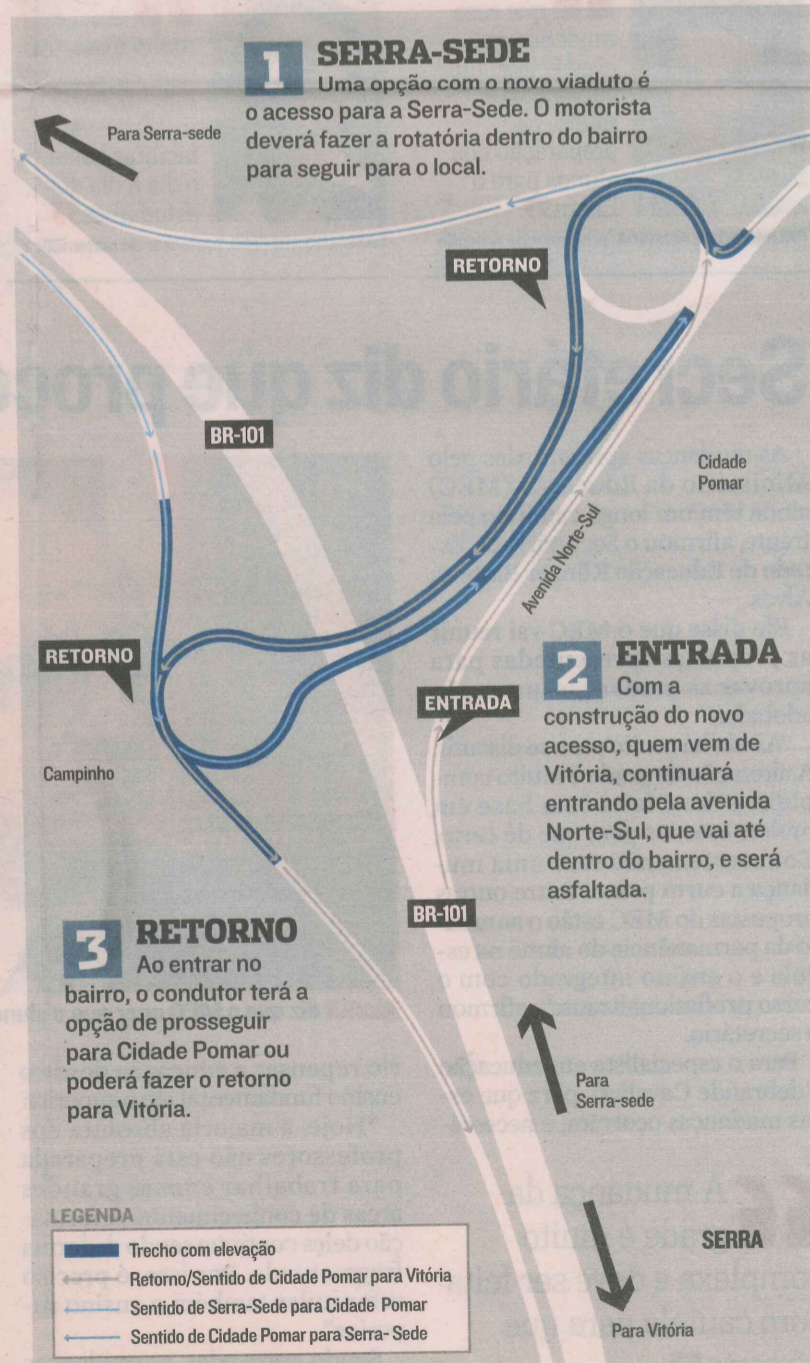 1 SERRA-SEDE
Uma opção com o novo viaduto é
o acesso para a Serra-Sede. O motorista
deverá fazer a rotatória dentro do bairro
para seguir para o local.
Para Serra-sede
RETORNO
BR-101
Cidade
Pomar
Avenida Norte-Sul
RETORNO
2 ENTRADA
Com a
construção do novo
acesso, quem vem de
Vitória, continuará
entrando pela avenida
Norte-Sul, que vai até
dentro do bairro, e será
asfaltada.
ENTRADA
Campinho
BR-101
3 RETORNO
Ao entrar no
bairro, o condutor terá a
opção de prosseguir
para Cidade Pomar ou
poderá fazer o retorno
para Vitória.
Para
Serra-sede
LEGENDA
Trecho com elevação
Retorno/Sentido de Cidade Pomar para Vitória
Sentido de Serra-Sede para Cidade Pomar
Sentido de Cidade Pomar para Serra- Sede
SERRA
Para Vitória